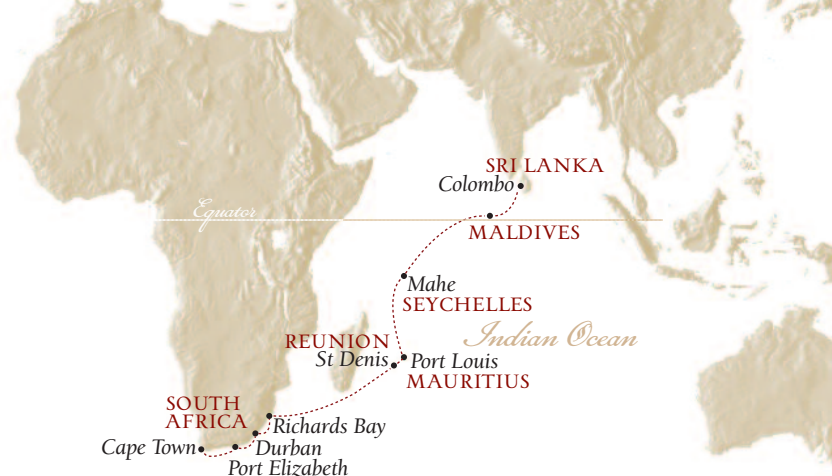 SRI LANKA
Colombo
Equator
MALDIVES
Mahe
SEYCHELLES
Indian Ocean
REUNION
St Denis
Port Louis
MAURITIUS
SOUTH
AFRICA
Richards Bay
Cape Town
Durban
Port Elizabeth